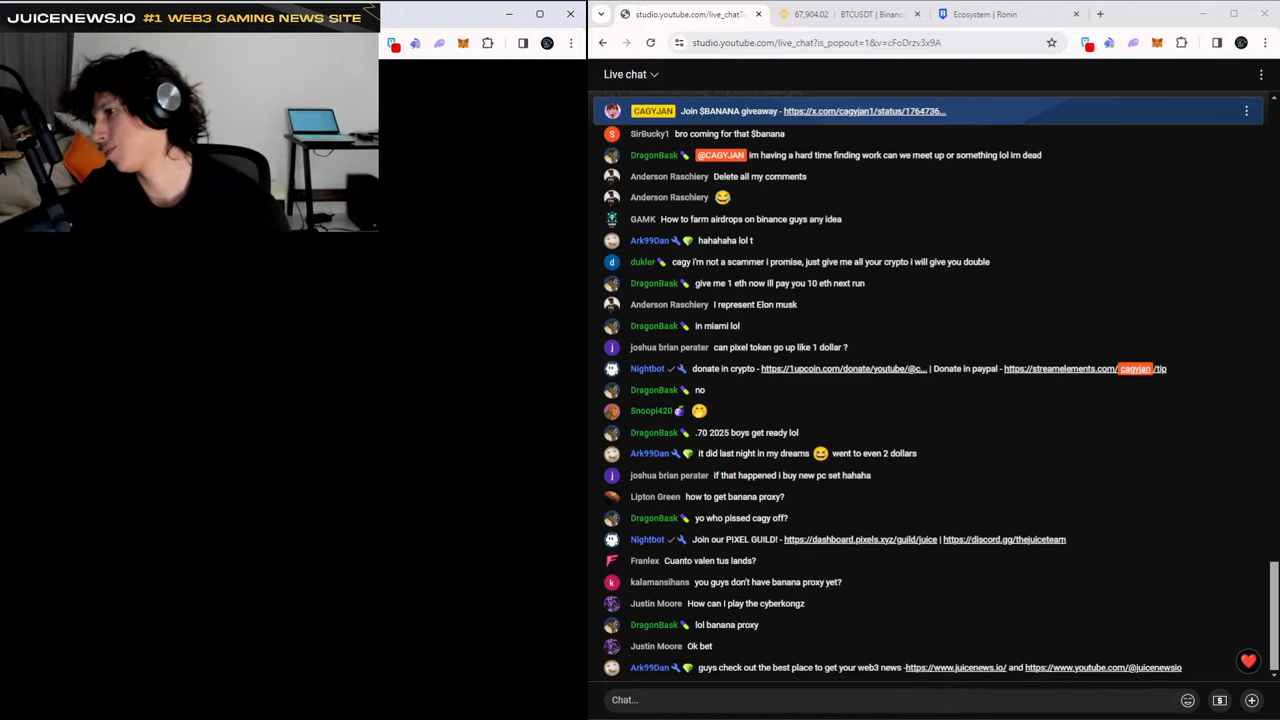 JUICENEWS.IO #1 WEB3 GAMING NEWS SITE
studio.youtube.com/live_chat?i
67,904.02 BTCUSDT | Binanc
Ecosystem | Ronin
studio.youtube.com/live_chat?is_popout=1&v=cFoDrzv3x9A
Live chat
CAGYJAN Join $BANANA giveaway - https://x.com/cagyjan1/status/1764736...
SirBucky1 bro coming for that $banana
DragonBask @CAGYJAN im having a hard time finding work can we meet up or something lol im dead
Anderson Raschiery Delete all my comments
Anderson Raschiery 😂
GAMK How to farm airdrops on binance guys any idea
Ark99Dan hahahaha lol t
dukler cagy i'm not a scammer i promise, just give me all your crypto i will give you double
DragonBask give me 1 eth now ill pay you 10 eth next run
Anderson Raschiery I represent Elon musk
DragonBask in miami lol
joshua brian perater can pixel token go up like 1 dollar ?
Nightbot donate in crypto - https://1upcoin.com/donate/youtube/@c... | Donate in paypal - https://streamelements.com/cagyjan/tip
DragonBask no
Snoopi420 🤭
DragonBask .70 2025 boys get ready lol
Ark99Dan it did last night in my dreams 😆 went to even 2 dollars
joshua brian perater if that happened i buy new pc set hahaha
Lipton Green how to get banana proxy?
DragonBask yo who pissed cagy off?
Nightbot Join our PIXEL GUILD! - https://dashboard.pixels.xyz/guild/juice | https://discord.gg/thejuiceteam
Franlex Cuanto valen tus lands?
kalamansihans you guys don't have banana proxy yet?
Justin Moore How can I play the cyberkongz
DragonBask lol banana proxy
Justin Moore Ok bet
Ark99Dan guys check out the best place to get your web3 news -https://www.juicenews.io/ and https://www.youtube.com/@juicenewsio
Chat...